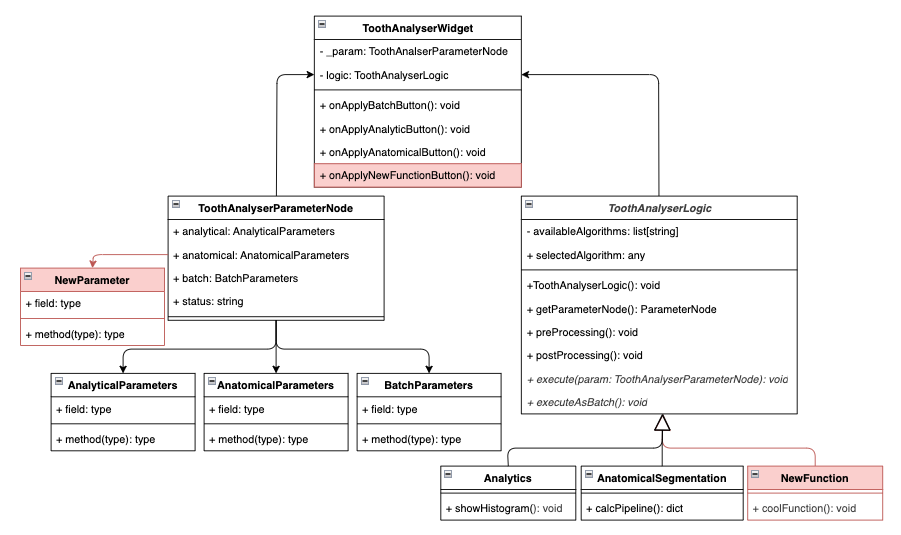 ToothAnalyserWidget
- _param: ToothAnalserParameterNode
- logic: ToothAnalyserLogic
+ onApplyBatchButton(): void
+ onApplyAnalyticButton(): void
+ onApplyAnatomicalButton(): void
+ onApplyNewFunctionButton(): void
ToothAnalyserParameterNode
+ analytical: AnalyticalParameters
+ anatomical: AnatomicalParameters
+ batch: BatchParameters
+ status: string
ToothAnalyserLogic
- availableAlgorithms: list[string]
+ selectedAlgorithm: any
+ToothAnalyserLogic(): void
+ getParameterNode(): ParameterNode
+ preProcessing(): void
+ postProcessing(): void
+ execute(param: ToothAnalyserParameterNode): void
+ executeAsBatch(): void
NewParameter
+ field: type
+ method(type): type
AnalyticalParameters
+ field: type
+ method(type): type
AnatomicalParameters
+ field: type
+ method(type): type
BatchParameters
+ field: type
+ method(type): type
Analytics
+ showHistogram(): void
AnatomicalSegmentation
+ calcPipeline(): dict
NewFunction
+ coolFunction(): void